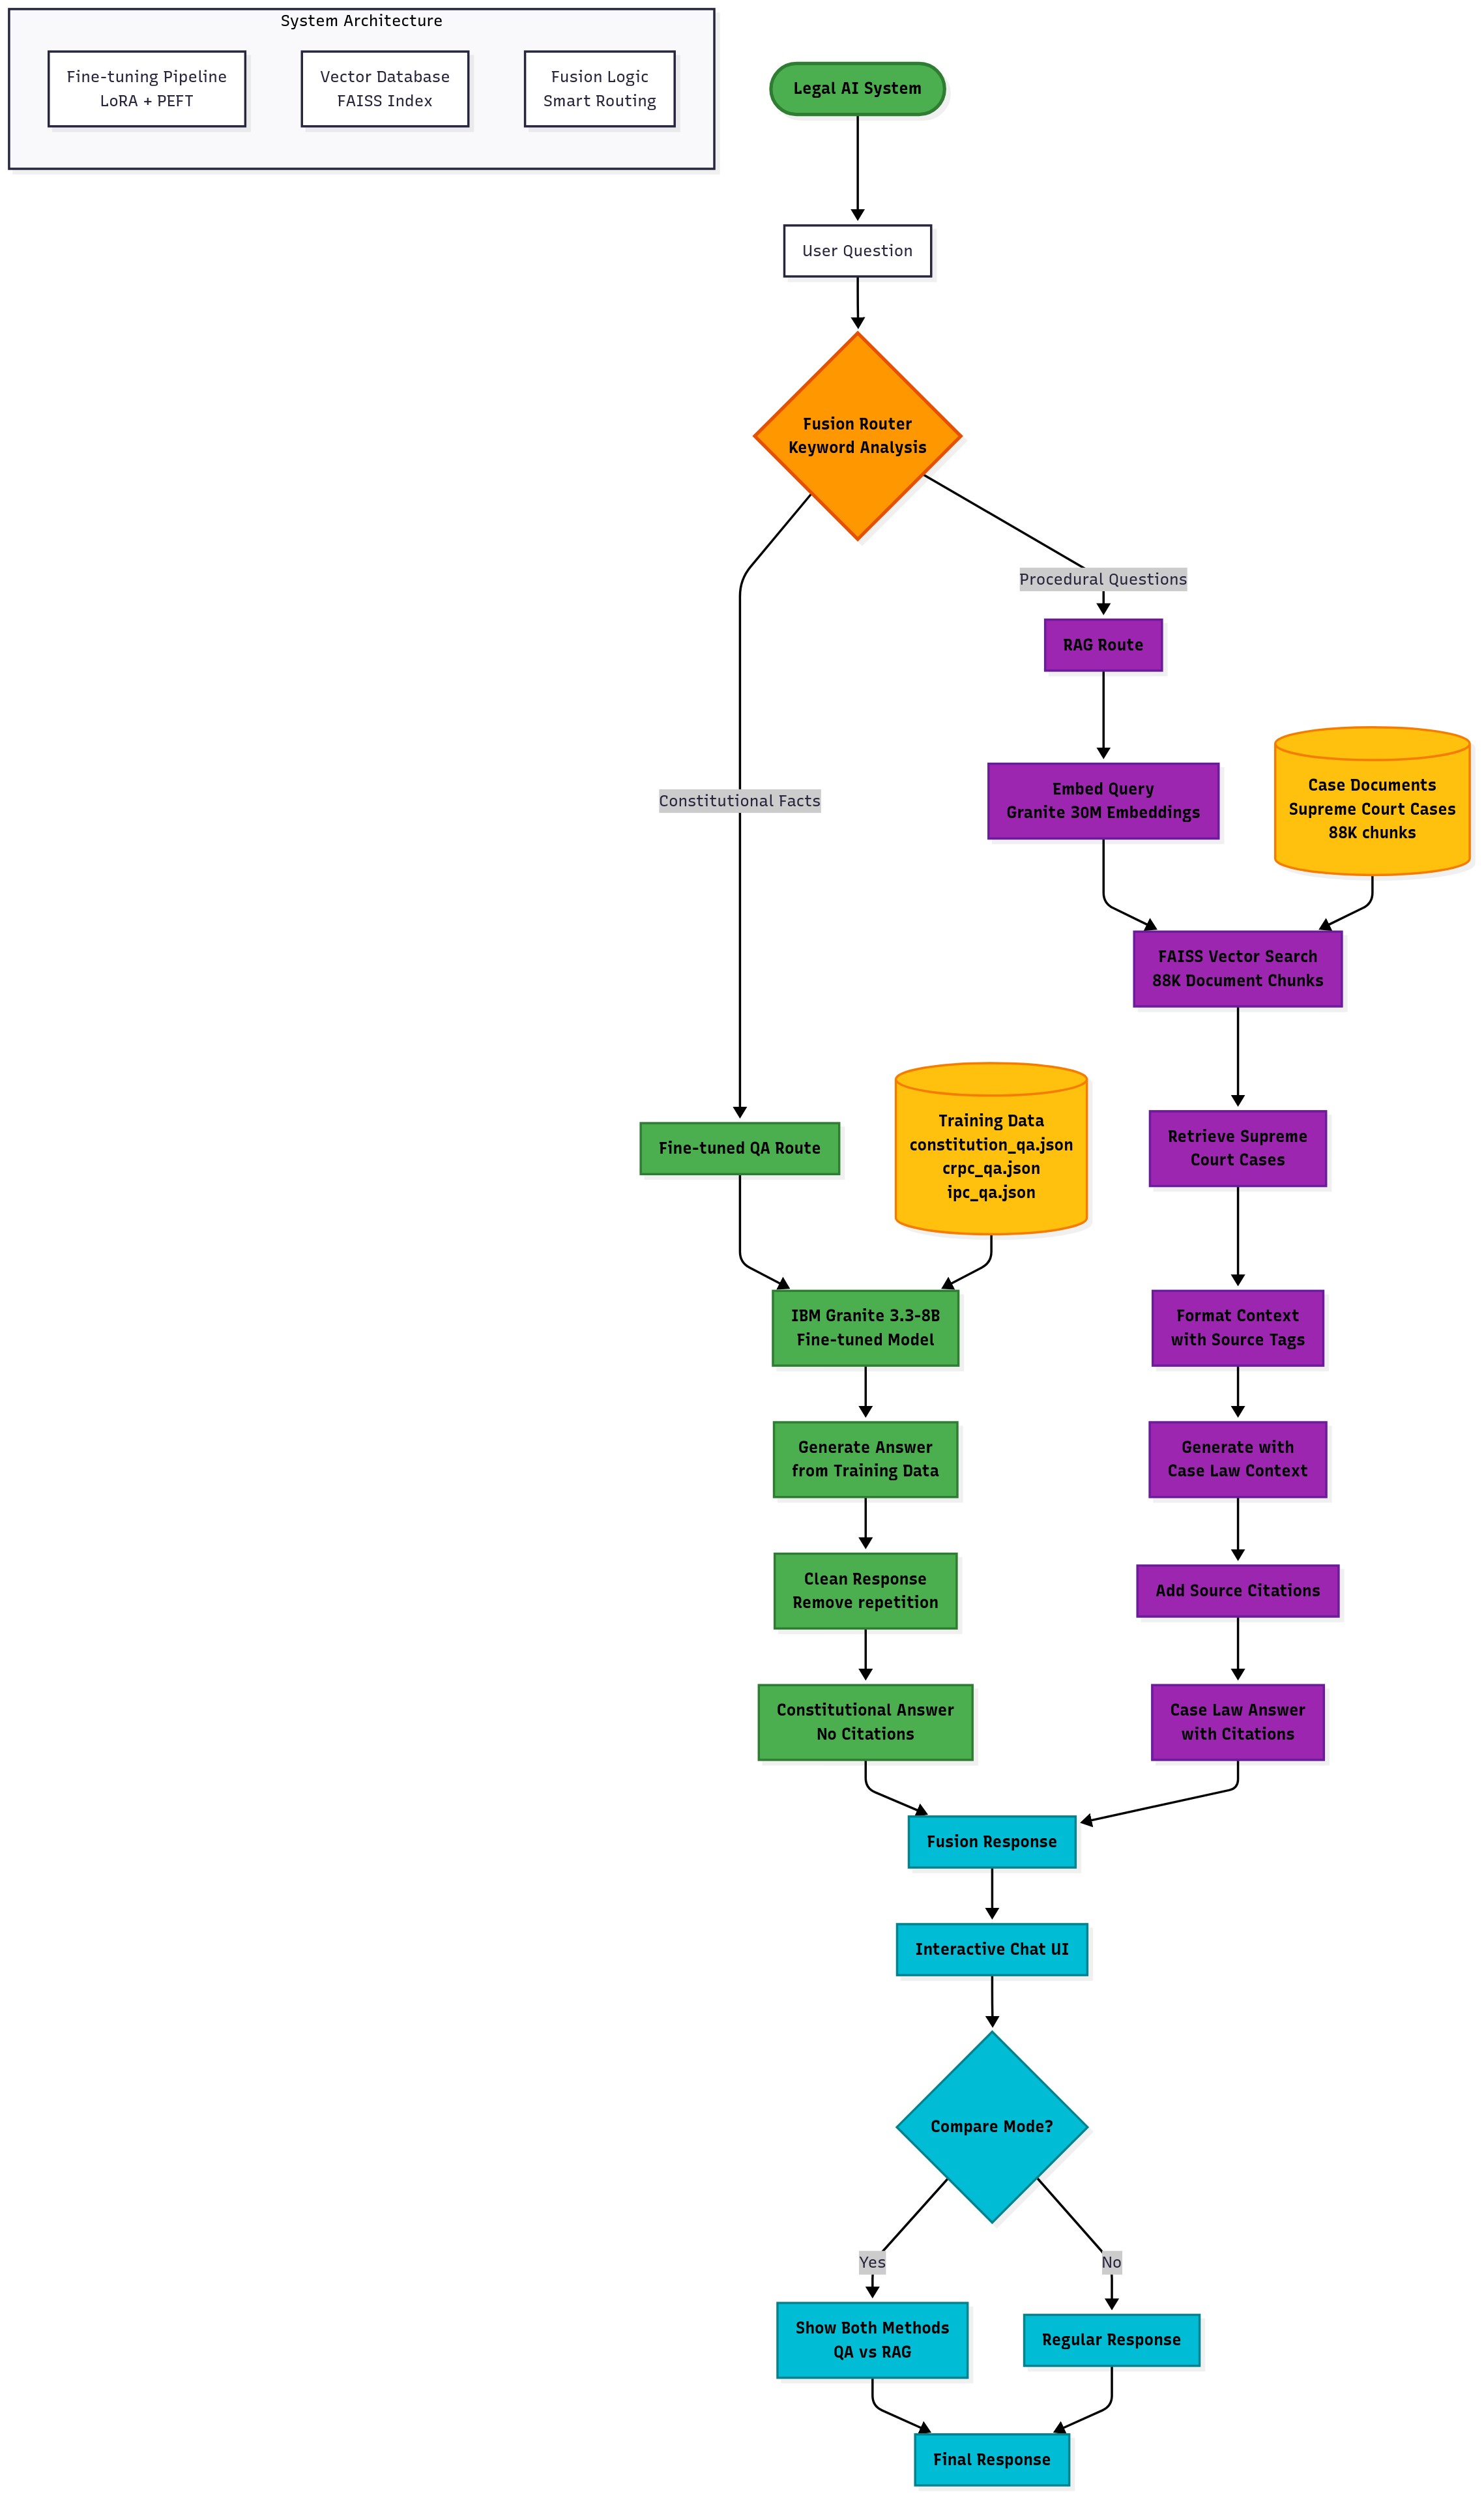 System Architecture
Fine-tuning Pipeline
LoRA + PEFT
Vector Database
FAISS Index
Fusion Logic
Smart Routing
Legal AI System
User Question
Fusion Router
Keyword Analysis
Procedural Questions
RAG Route
Constitutional Facts
Embed Query
Granite 30M Embeddings
Case Documents
Supreme Court Cases
88K chunks
FAISS Vector Search
88K Document Chunks
Fine-tuned QA Route
Training Data
constitution_qa.json
crpc_qa.json
ipc_qa.json
Retrieve Supreme
Court Cases
IBM Granite 3.3-8B
Fine-tuned Model
Format Context
with Source Tags
Generate Answer
from Training Data
Generate with
Case Law Context
Clean Response
Remove repetition
Add Source Citations
Constitutional Answer
No Citations
Case Law Answer
with Citations
Fusion Response
Interactive Chat UI
Compare Mode?
Yes
No
Show Both Methods
QA vs RAG
Regular Response
Final Response